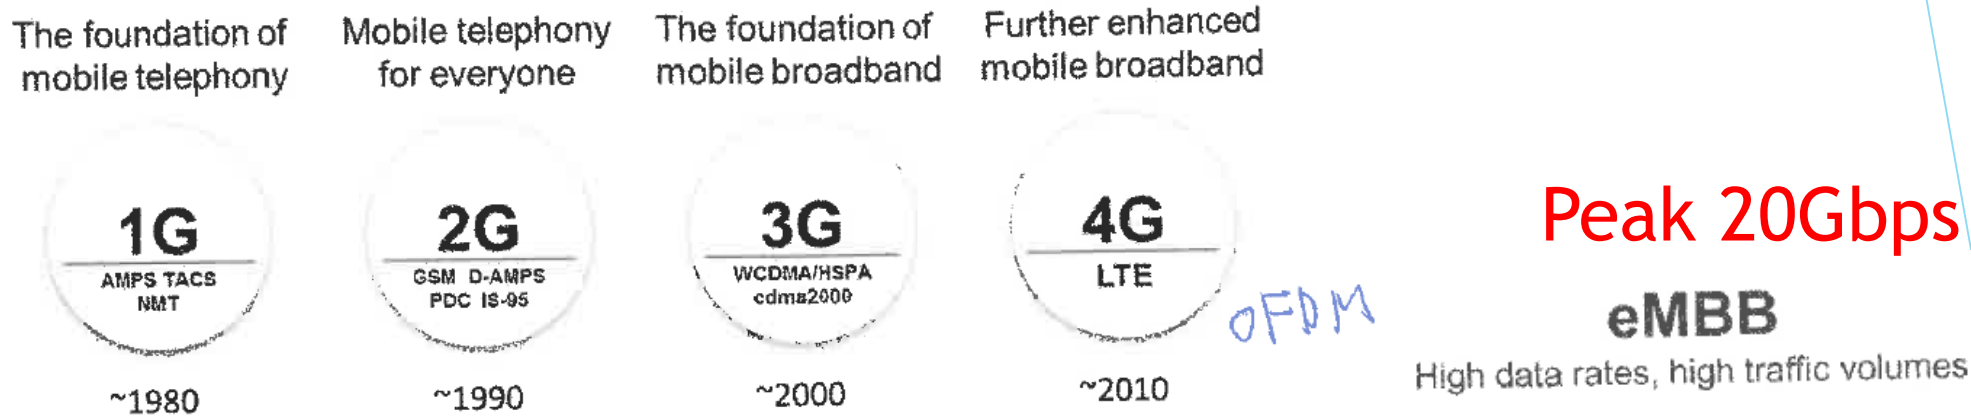 The foundation of
mobile telephony
Mobile telephony
for everyone
The foundation of
mobile broadband
Further enhanced
mobile broadband
1G
AMPS TACS
NMT
2G
GSM D-AMPS
PDC IS-95
3G
WCDMA/HSPA
cdma2000
4G
LTE
OFDM
~1980
~1990
~2000
~2010
Peak 20Gbps
eMBB
High data rates, high traffic volumes